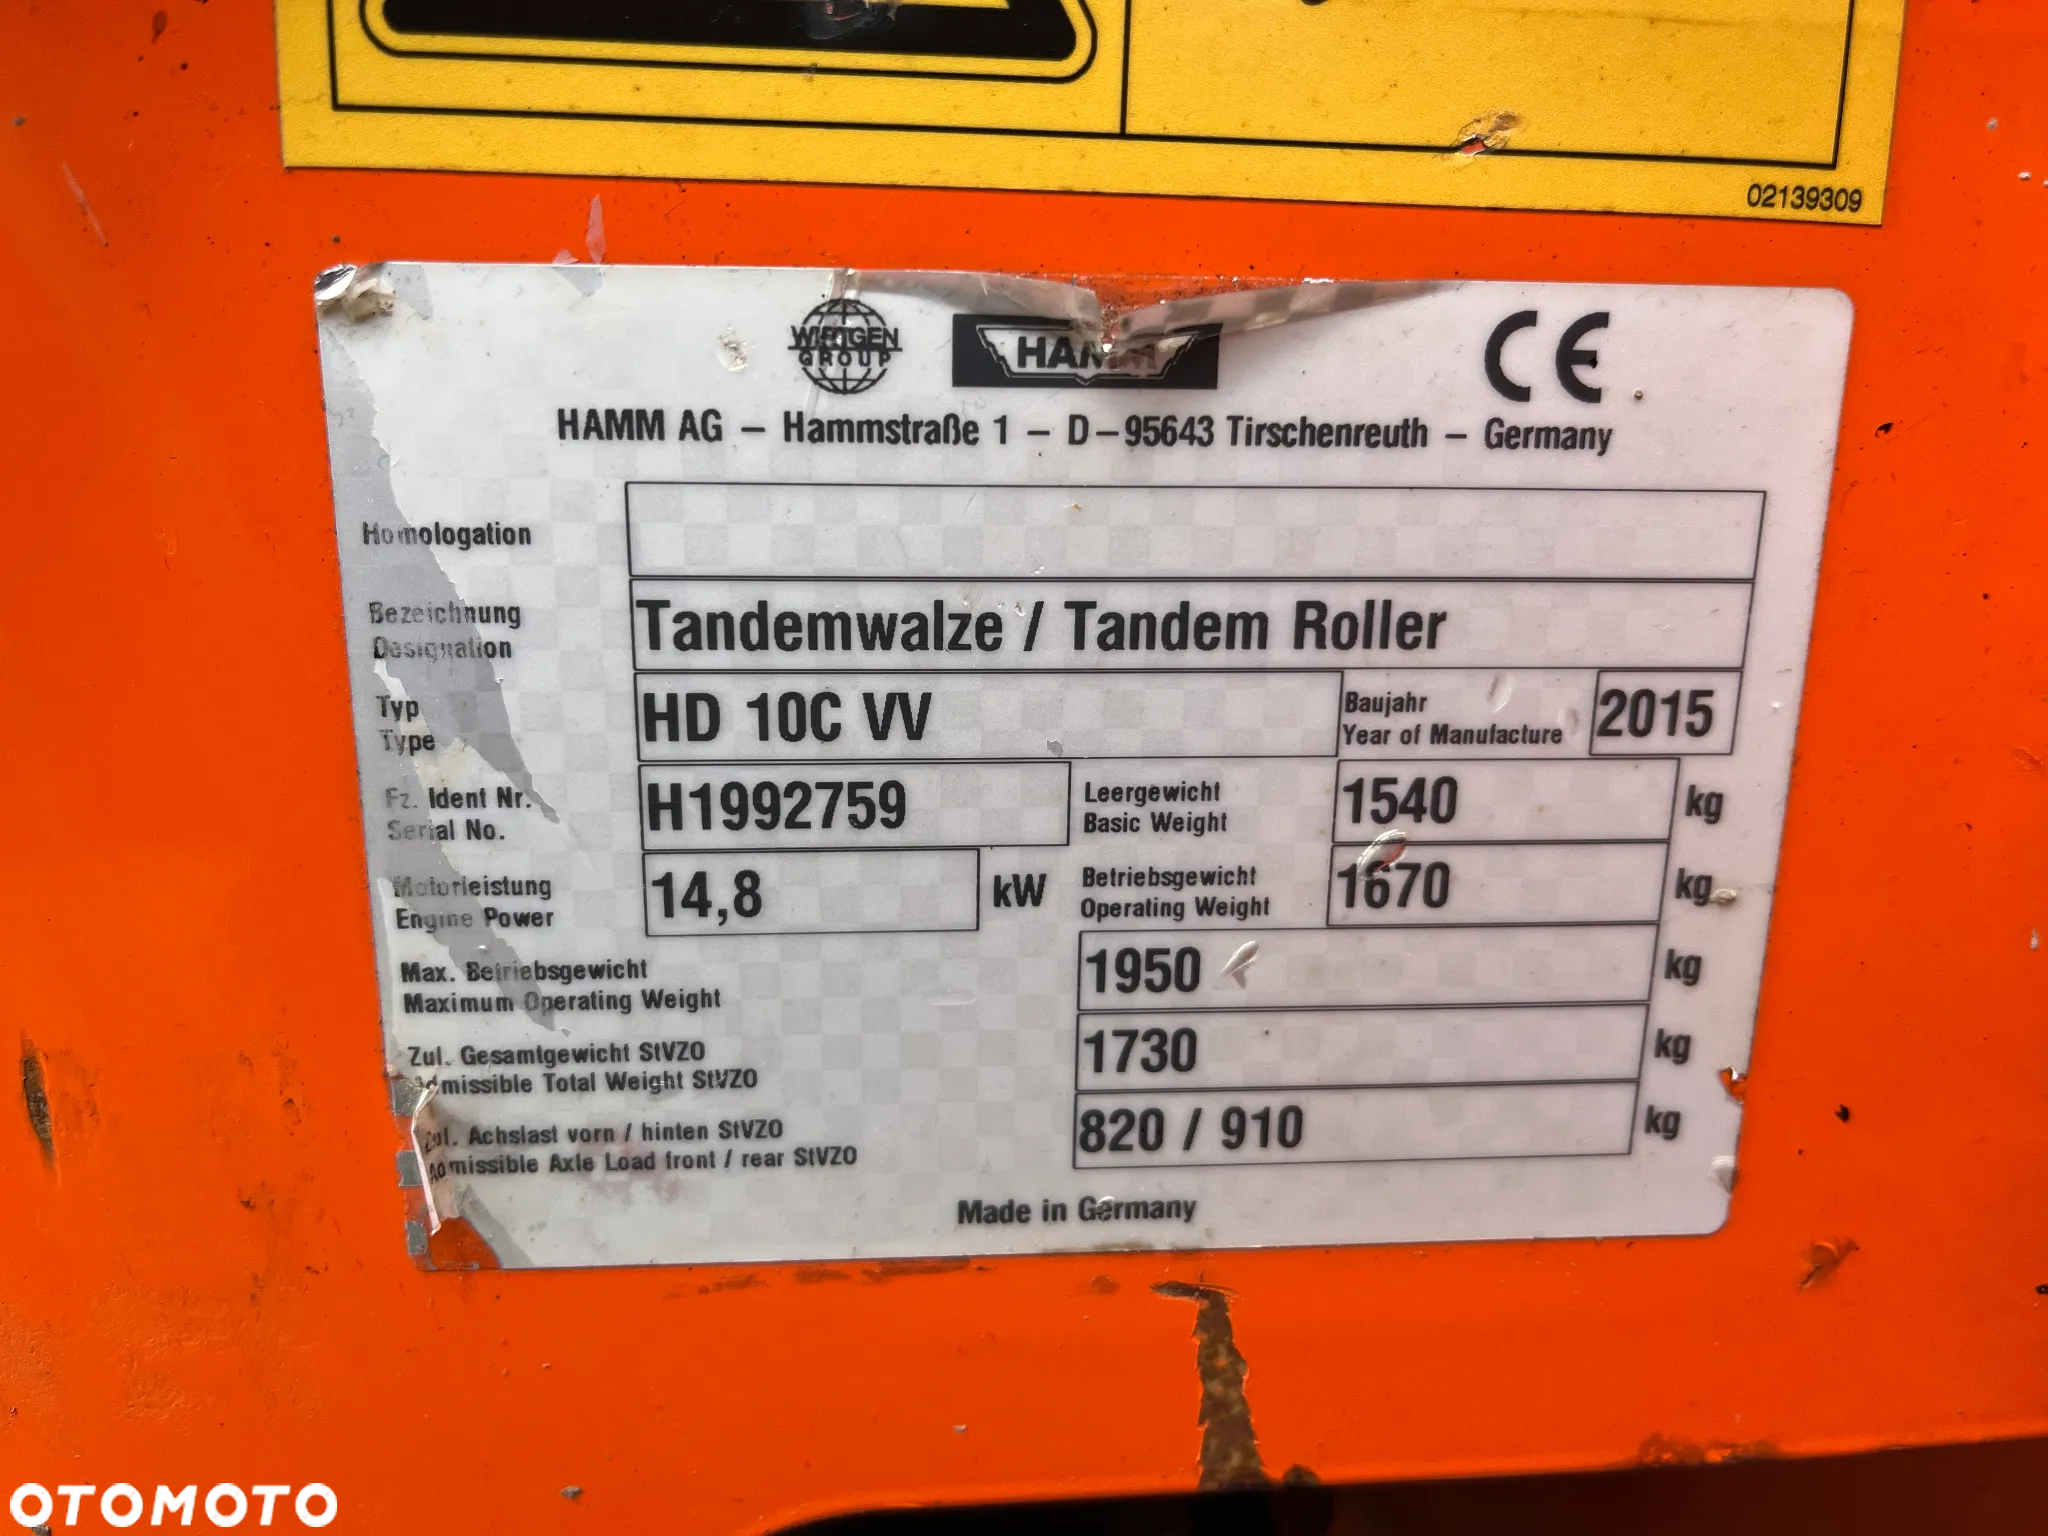 02139309
WIRTGEN
GROUP
HAMM
CE
HAMM AG – Hammstraße 1 – D–95643 Tirschenreuth – Germany
Homologation
Bezeichnung
Designation
Tandemwalze / Tandem Roller
Typ
Type
HD 10C VV
Baujahr
Year of Manufacture
2015
Fz. Ident Nr.
Serial No.
H1992759
Leergewicht
Basic Weight
1540 kg
Motorleistung
Engine Power
14,8 kW
Betriebsgewicht
Operating Weight
1670 kg
Max. Betriebsgewicht
Maximum Operating Weight
1950 kg
Zul. Gesamtgewicht StVZO
Admissible Total Weight StVZO
1730 kg
Zul. Achslast vorn / hinten StVZO
Admissible Axle Load front / rear StVZO
820 / 910 kg
Made in Germany
OTOMOTO